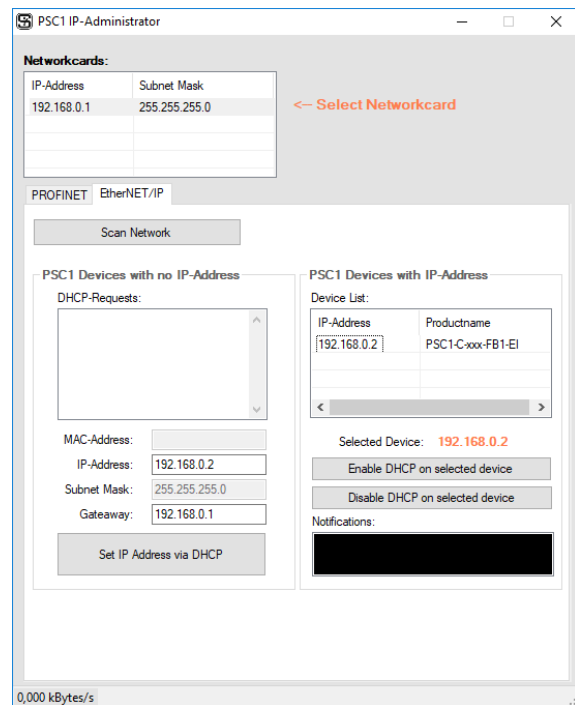 PSC1 IP-Administrator
Networkcards:
IP-Address Subnet Mask
192.168.0.1 255.255.255.0
<-- Select Networkcard
PROFINET EtherNET/IP
Scan Network
PSC1 Devices with no IP-Address
DHCP-Requests:
MAC-Address:
IP-Address: 192.168.0.2
Subnet Mask: 255.255.255.0
Gateaway: 192.168.0.1
Set IP Address via DHCP
PSC1 Devices with IP-Address
Device List:
IP-Address Productname
192.168.0.2 PSC1-C-xxx-FB1-EI
Selected Device: 192.168.0.2
Enable DHCP on selected device
Disable DHCP on selected device
Notifications:
0,000 kBytes/s